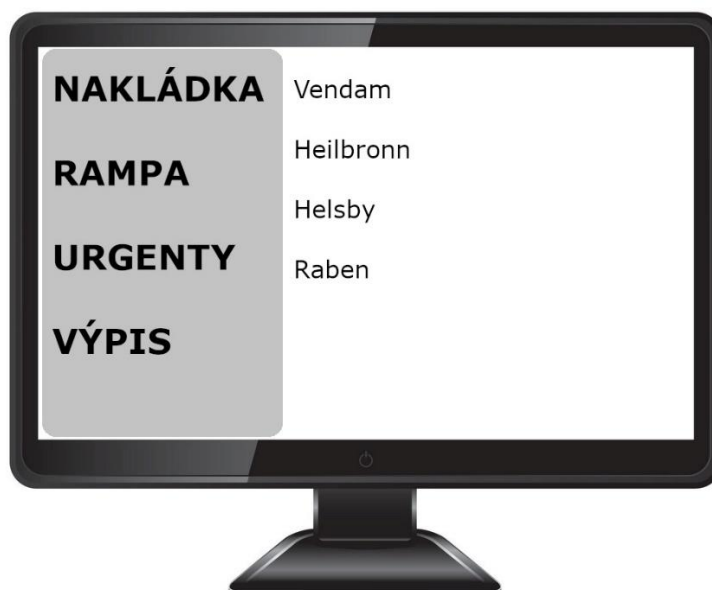 NAKLÁDKA
RAMPA
URGENTY
VÝPIS
Vendam
Heilbronn
Helsby
Raben